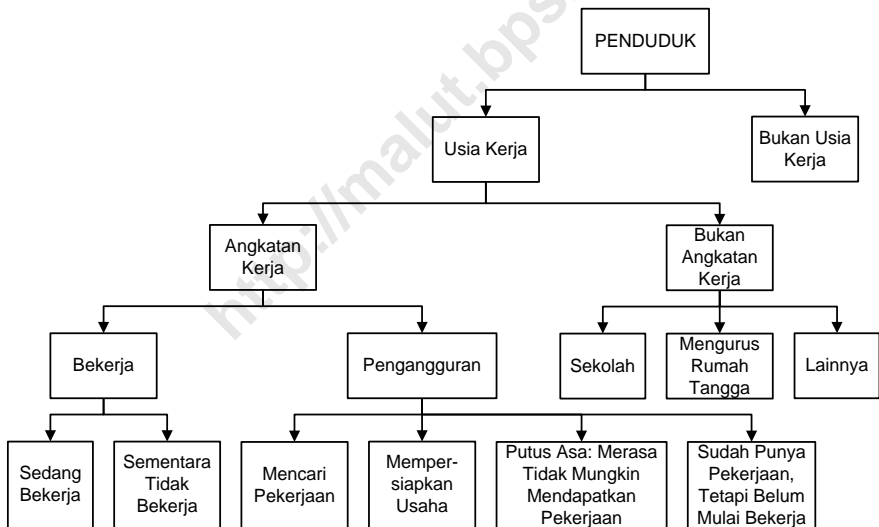 PENDUDUK
Usia Kerja
Bukan Usia
Kerja
Angkatan
Kerja
Bukan
Angkatan
Kerja
Bekerja
Pengangguran
Sekolah
Mengurus
Rumah
Tangga
Lainnya
Sedang
Bekerja
Sementara
Tidak
Bekerja
Mencari
Pekerjaan
Memper-
siapkan
Usaha
Putus Asa: Merasa
Tidak Mungkin
Mendapatkan
Pekerjaan
Sudah Punya
Pekerjaan,
Tetapi Belum
Mulai Bekerja
http://malut.bps